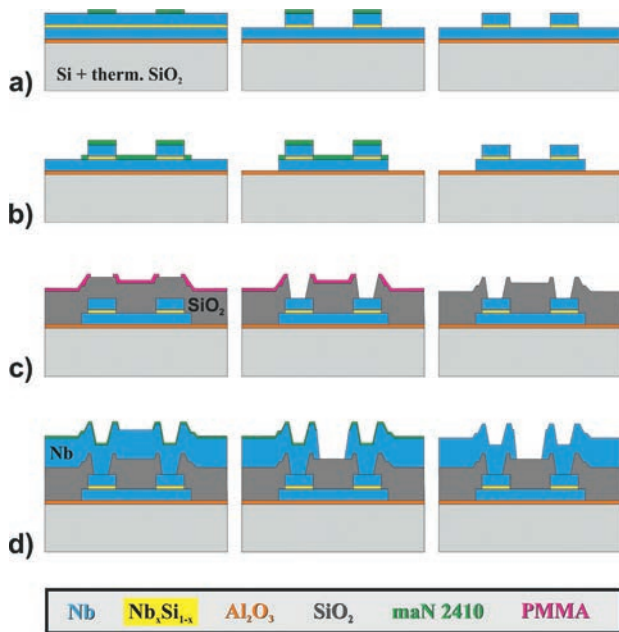 a)
Si + therm. SiO₂
b)
c)
SiO₂
d)
Nb
Nb NbₓSi₁₋ₓ Al₂O₃ SiO₂ maN 2410 PMMA